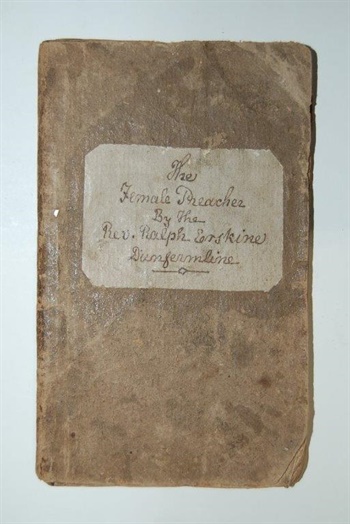 The
Female Preacher
By the
Rev. Ralph Erskine
Dunfermline